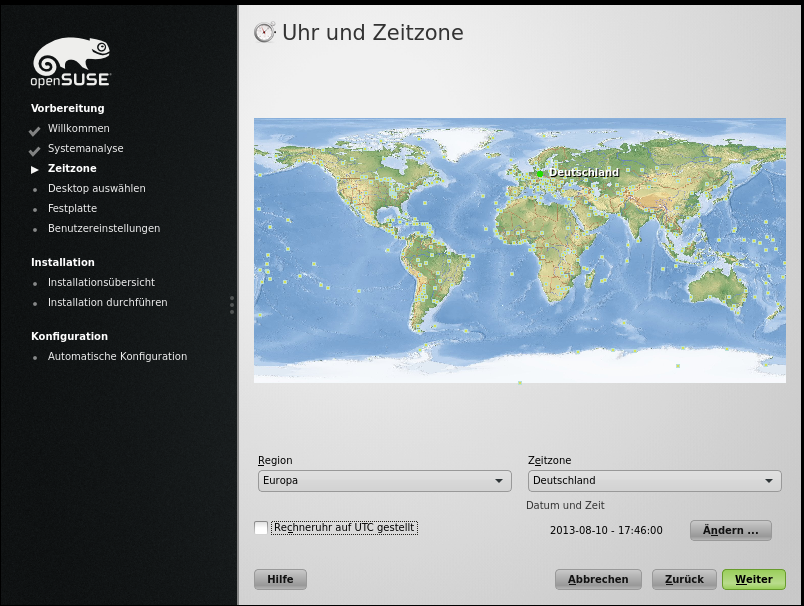 openSUSE
Vorbereitung
Willkommen
Systemanalyse
Zeitzone
Desktop auswählen
Festplatte
Benutzereinstellungen
Installation
Installationsübersicht
Installation durchführen
Konfiguration
Automatische Konfiguration
Uhr und Zeitzone
Deutschland
Region
Europa
Zeitzone
Deutschland
Datum und Zeit
Rechneruhr auf UTC gestellt
2013-08-10 - 17:46:00
Ändern ...
Hilfe
Abbrechen
Zurück
Weiter